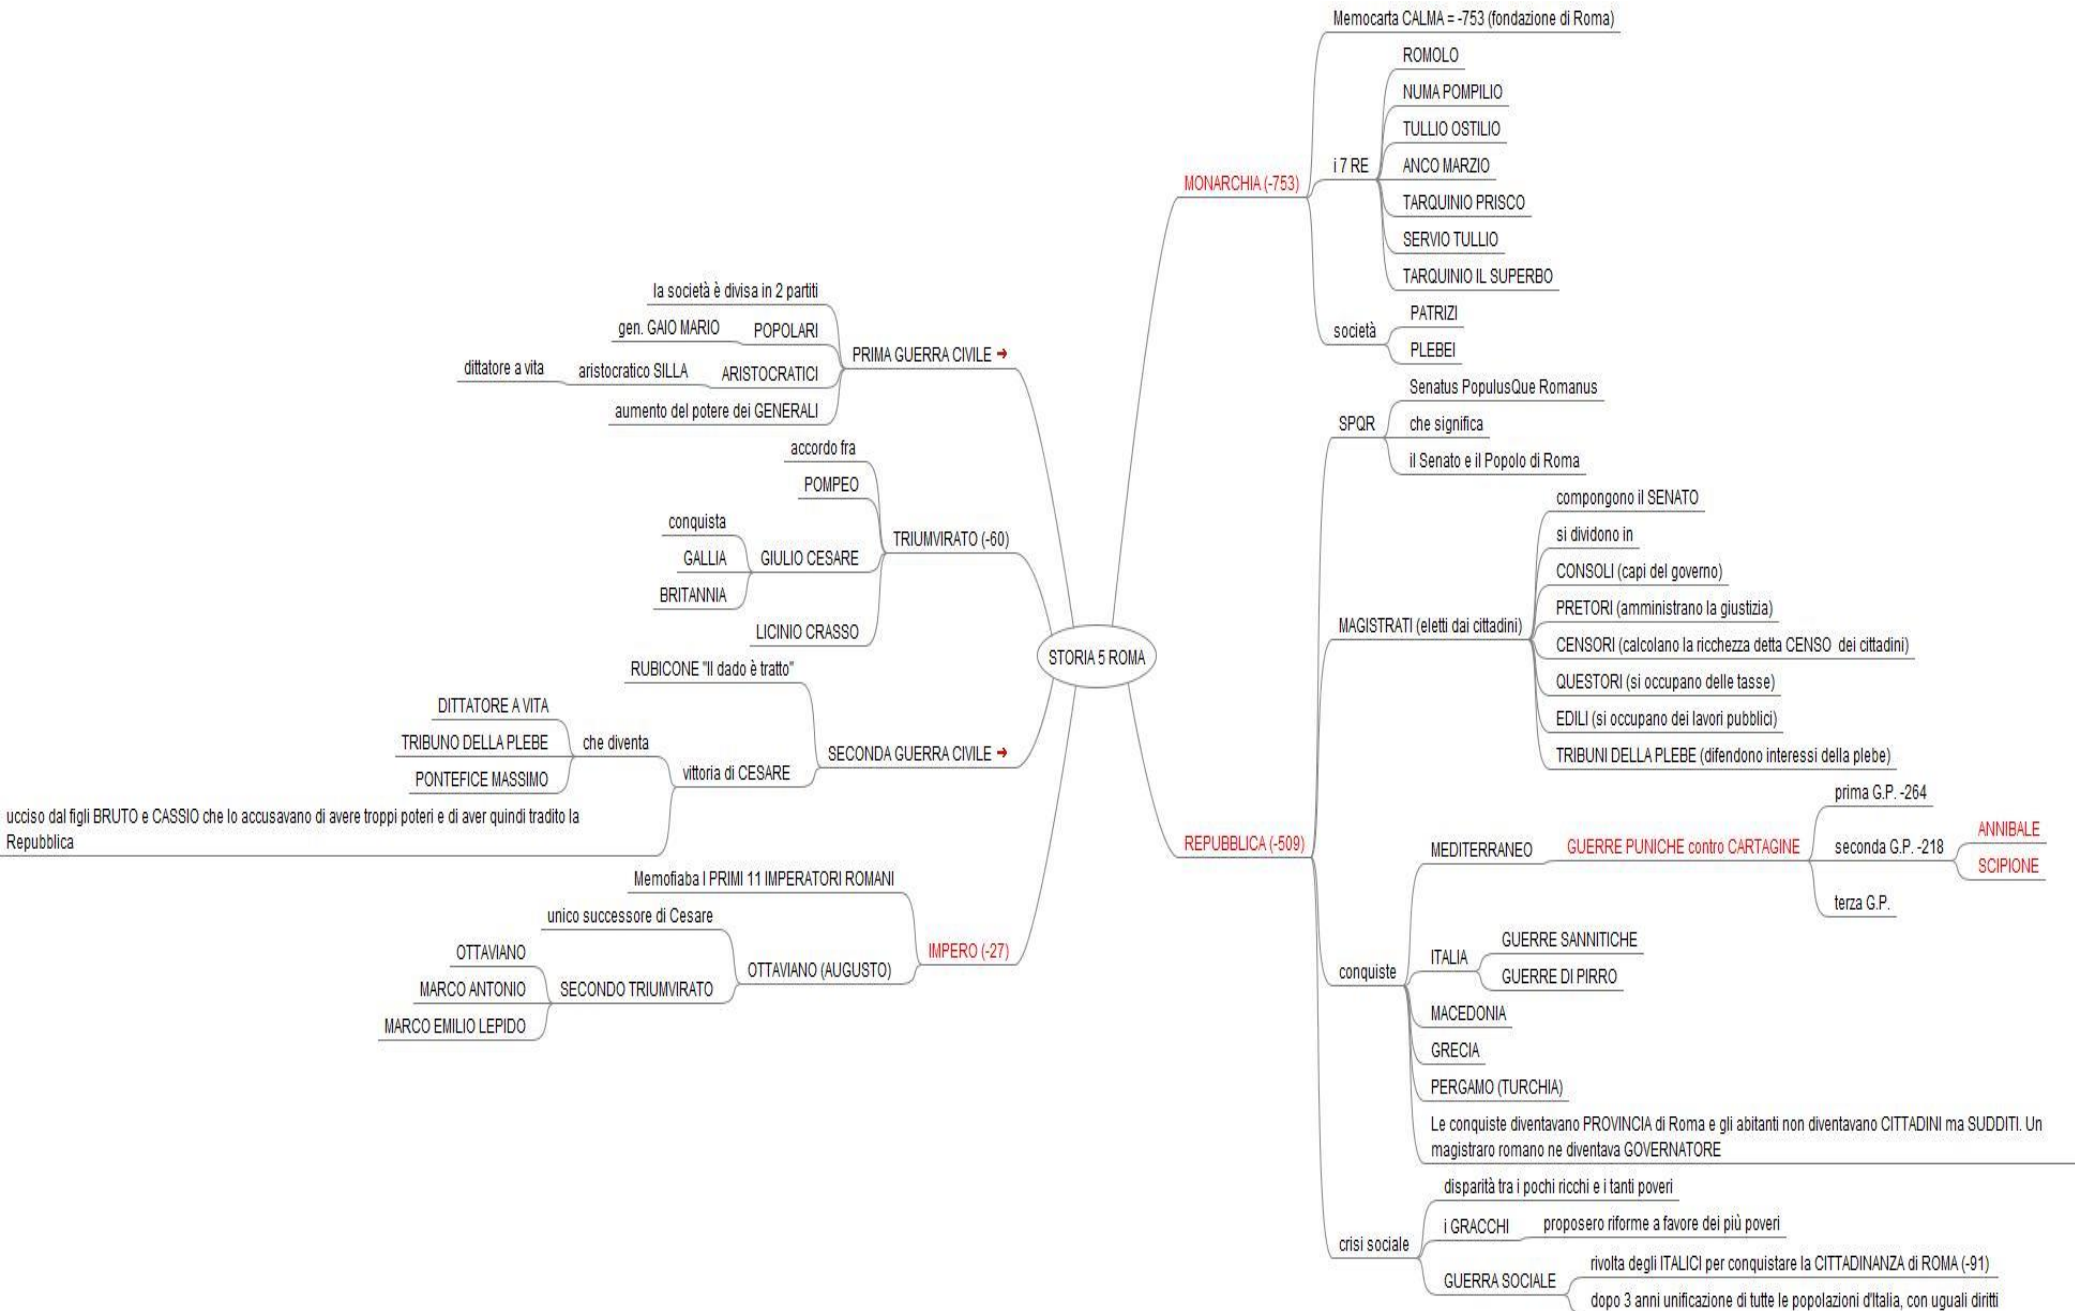 STORIA 5 ROMA
MONARCHIA (-753)
Memocarta CALMA = -753 (fondazione di Roma)
i 7 RE
ROMOLO
NUMA POMPILIO
TULLIO OSTILIO
ANCO MARZIO
TARQUINIO PRISCO
SERVIO TULLIO
TARQUINIO IL SUPERBO
società
PATRIZI
PLEBEI
REPUBBLICA (-509)
SPQR
Senatus PopulusQue Romanus
che significa
il Senato e il Popolo di Roma
MAGISTRATI (eletti dai cittadini)
compongono il SENATO
si dividono in
CONSOLI (capi del governo)
PRETORI (amministrano la giustizia)
CENSORI (calcolano la ricchezza detta CENSO  dei cittadini)
QUESTORI (si occupano delle tasse)
EDILI (si occupano dei lavori pubblici)
TRIBUNI DELLA PLEBE (difendono interessi della plebe)
conquiste
MEDITERRANEO
GUERRE PUNICHE contro CARTAGINE
prima G.P. -264
seconda G.P. -218
ANNIBALE
SCIPIONE
terza G.P.
ITALIA
GUERRE SANNITICHE
GUERRE DI PIRRO
MACEDONIA
GRECIA
PERGAMO (TURCHIA)
Le conquiste diventavano PROVINCIA di Roma e gli abitanti non diventavano CITTADINI ma SUDDITI. Un
magistraro romano ne diventava GOVERNATORE
crisi sociale
disparità tra i pochi ricchi e i tanti poveri
i GRACCHI
proposero riforme a favore dei più poveri
GUERRA SOCIALE
rivolta degli ITALICI per conquistare la CITTADINANZA di ROMA (-91)
dopo 3 anni unificazione di tutte le popolazioni d'Italia, con uguali diritti
PRIMA GUERRA CIVILE
la società è divisa in 2 partiti
POPOLARI
gen. GAIO MARIO
ARISTOCRATICI
aristocratico SILLA
dittatore a vita
aumento del potere dei GENERALI
TRIUMVIRATO (-60)
accordo fra
POMPEO
GIULIO CESARE
conquista
GALLIA
BRITANNIA
LICINIO CRASSO
SECONDA GUERRA CIVILE
RUBICONE "Il dado è tratto"
vittoria di CESARE
che diventa
DITTATORE A VITA
TRIBUNO DELLA PLEBE
PONTEFICE MASSIMO
ucciso dal figli BRUTO e CASSIO che lo accusavano di avere troppi poteri e di aver quindi tradito la
Repubblica
IMPERO (-27)
Memofiaba I PRIMI 11 IMPERATORI ROMANI
OTTAVIANO (AUGUSTO)
unico successore di Cesare
SECONDO TRIUMVIRATO
OTTAVIANO
MARCO ANTONIO
MARCO EMILIO LEPIDO